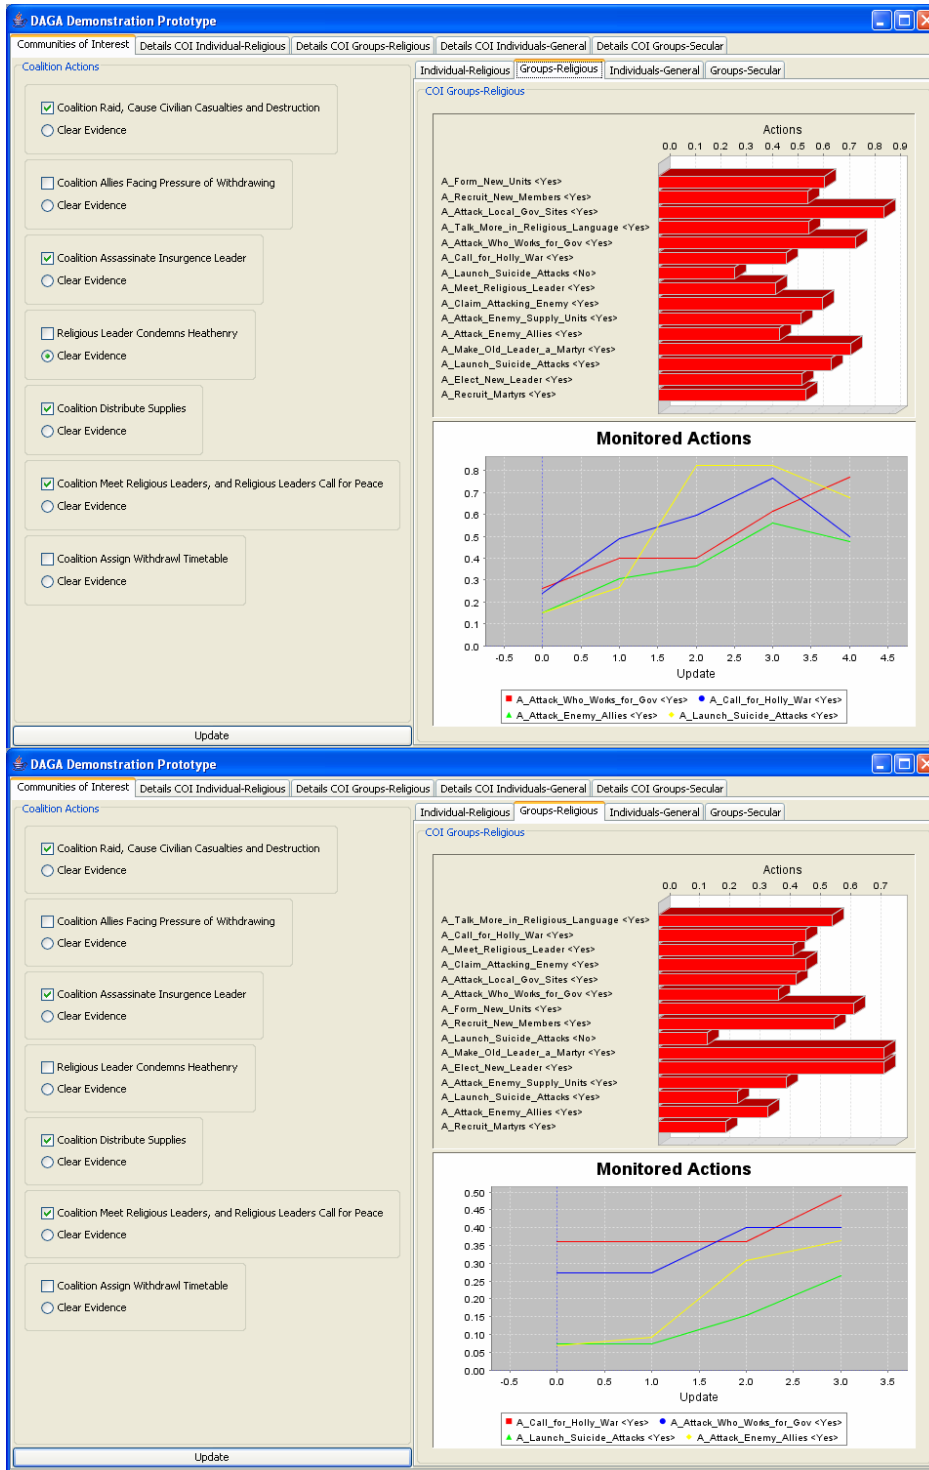 DAGA Demonstration Prototype
Communities of Interest Details COI Individual-Religious Details COI Groups-Religious Details COI Individuals-General Details COI Groups-Secular
Coalition Actions
Coalition Raid, Cause Civilian Casualties and Destruction
Clear Evidence
Coalition Allies Facing Pressure of Withdrawing
Clear Evidence
Coalition Assassinate Insurgence Leader
Clear Evidence
Religious Leader Condemns Heathenry
Clear Evidence
Coalition Distribute Supplies
Clear Evidence
Coalition Meet Religious Leaders, and Religious Leaders Call for Peace
Clear Evidence
Coalition Assign Withdrawl Timetable
Clear Evidence
Update
Individual-Religious Groups-Religious Individuals-General Groups-Secular
COI Groups-Religious
Actions
0.0 0.1 0.2 0.3 0.4 0.5 0.6 0.7 0.8 0.9
A_Form_New_Units <Yes>
A_Recruit_New_Members <Yes>
A_Attack_Local_Gov_Sites <Yes>
A_Talk_More_in_Religious_Language <Yes>
A_Attack_Who_Works_for_Gov <Yes>
A_Call_for_Holly_War <Yes>
A_Launch_Suicide_Attacks <No>
A_Meet_Religious_Leader <Yes>
A_Claim_Attacking_Enemy <Yes>
A_Attack_Enemy_Supply_Units <Yes>
A_Attack_Enemy_Allies <Yes>
A_Make_Old_Leader_a_Martyr <Yes>
A_Launch_Suicide_Attacks <Yes>
A_Elect_New_Leader <Yes>
A_Recruit_Martyrs <Yes>
Monitored Actions
0.8
0.7
0.6
0.5
0.4
0.3
0.2
0.1
0.0
-0.5 0.0 0.5 1.0 1.5 2.0 2.5 3.0 3.5 4.0 4.5
Update
A_Attack_Who_Works_for_Gov <Yes> A_Call_for_Holly_War <Yes>
A_Attack_Enemy_Allies <Yes> A_Launch_Suicide_Attacks <Yes>
DAGA Demonstration Prototype
Communities of Interest Details COI Individual-Religious Details COI Groups-Religious Details COI Individuals-General Details COI Groups-Secular
Coalition Actions
Coalition Raid, Cause Civilian Casualties and Destruction
Clear Evidence
Coalition Allies Facing Pressure of Withdrawing
Clear Evidence
Coalition Assassinate Insurgence Leader
Clear Evidence
Religious Leader Condemns Heathenry
Clear Evidence
Coalition Distribute Supplies
Clear Evidence
Coalition Meet Religious Leaders, and Religious Leaders Call for Peace
Clear Evidence
Coalition Assign Withdrawl Timetable
Clear Evidence
Update
Individual-Religious Groups-Religious Individuals-General Groups-Secular
COI Groups-Religious
Actions
0.0 0.1 0.2 0.3 0.4 0.5 0.6 0.7
A_Talk_More_in_Religious_Language <Yes>
A_Call_for_Holly_War <Yes>
A_Meet_Religious_Leader <Yes>
A_Claim_Attacking_Enemy <Yes>
A_Attack_Local_Gov_Sites <Yes>
A_Attack_Who_Works_for_Gov <Yes>
A_Form_New_Units <Yes>
A_Recruit_New_Members <Yes>
A_Launch_Suicide_Attacks <No>
A_Make_Old_Leader_a_Martyr <Yes>
A_Elect_New_Leader <Yes>
A_Attack_Enemy_Supply_Units <Yes>
A_Launch_Suicide_Attacks <Yes>
A_Attack_Enemy_Allies <Yes>
A_Recruit_Martyrs <Yes>
Monitored Actions
0.50
0.45
0.40
0.35
0.30
0.25
0.20
0.15
0.10
0.05
0.00
-0.5 0.0 0.5 1.0 1.5 2.0 2.5 3.0 3.5
Update
A_Call_for_Holly_War <Yes> A_Attack_Who_Works_for_Gov <Yes>
A_Launch_Suicide_Attacks <Yes> A_Attack_Enemy_Allies <Yes>